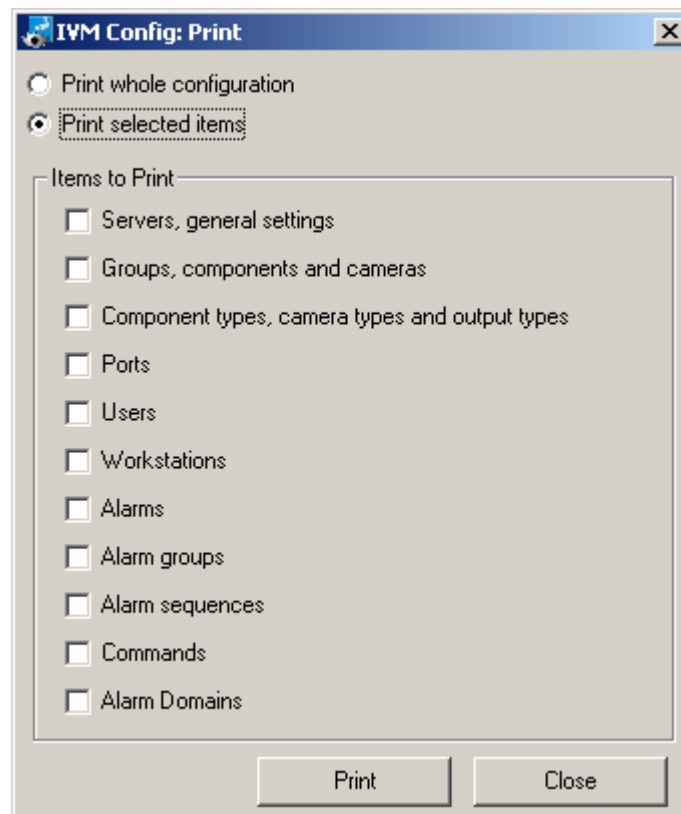 IVM Config: Print
Print whole configuration
Print selected items
Items to Print
Servers, general settings
Groups, components and cameras
Component types, camera types and output types
Ports
Users
Workstations
Alarms
Alarm groups
Alarm sequences
Commands
Alarm Domains
Print Close